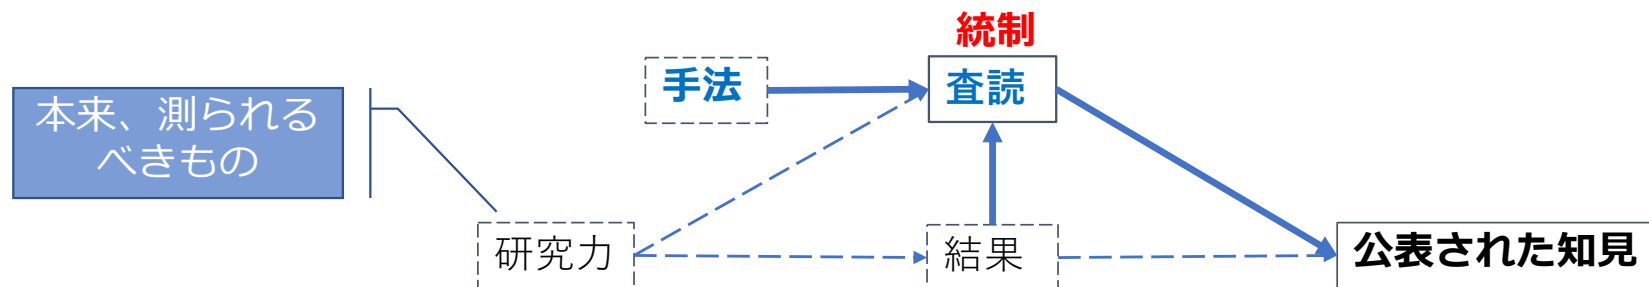 統制
手法
査読
本来、測られる
べきもの
研究力
結果
公表された知見